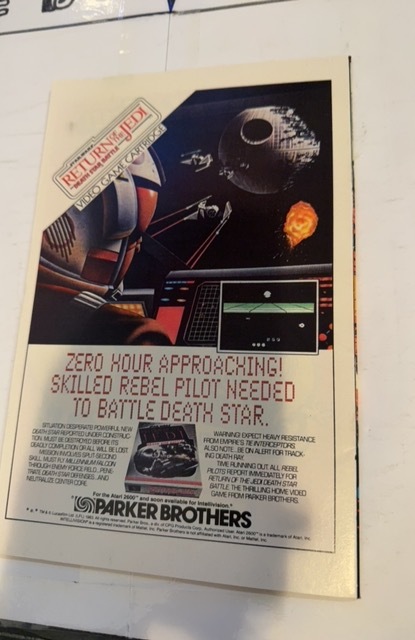 STAR WARS
RETURN OF THE JEDI
DEATH STAR BATTLE
VIDEO GAME CARTRIDGE
ZERO HOUR APPROACHING!
SKILLED REBEL PILOT NEEDED
TO BATTLE DEATH STAR.
SITUATION DESPERATE: POWERFUL NEW
DEATH STAR REPORTED UNDER CONSTRUC-
TION. MUST BE DESTROYED BEFORE ITS
DEADLY COMPLETION OR ALL WILL BE LOST.
MISSION INVOLVES SPLIT SECOND
SKILL. MUST FLY MILLENNIUM FALCON
THROUGH ENEMY FORCE FIELD, PENE-
TRATE DEATH STAR DEFENSES, AND
NEUTRALIZE CENTER CORE.
WARNING! EXPECT HEAVY RESISTANCE
FROM EMPIRE'S TIE INTERCEPTORS.
ALSO NOTE...BE ON ALERT FOR TRACK-
ING DEATH RAY.
TIME RUNNING OUT. ALL REBEL
PILOTS REPORT IMMEDIATELY FOR
RETURN OF THE JEDI DEATH STAR
BATTLE, THE THRILLING HOME VIDEO
GAME FROM PARKER BROTHERS.
For the Atari 2600™ and soon available for Intellivision.®
PARKER BROTHERS